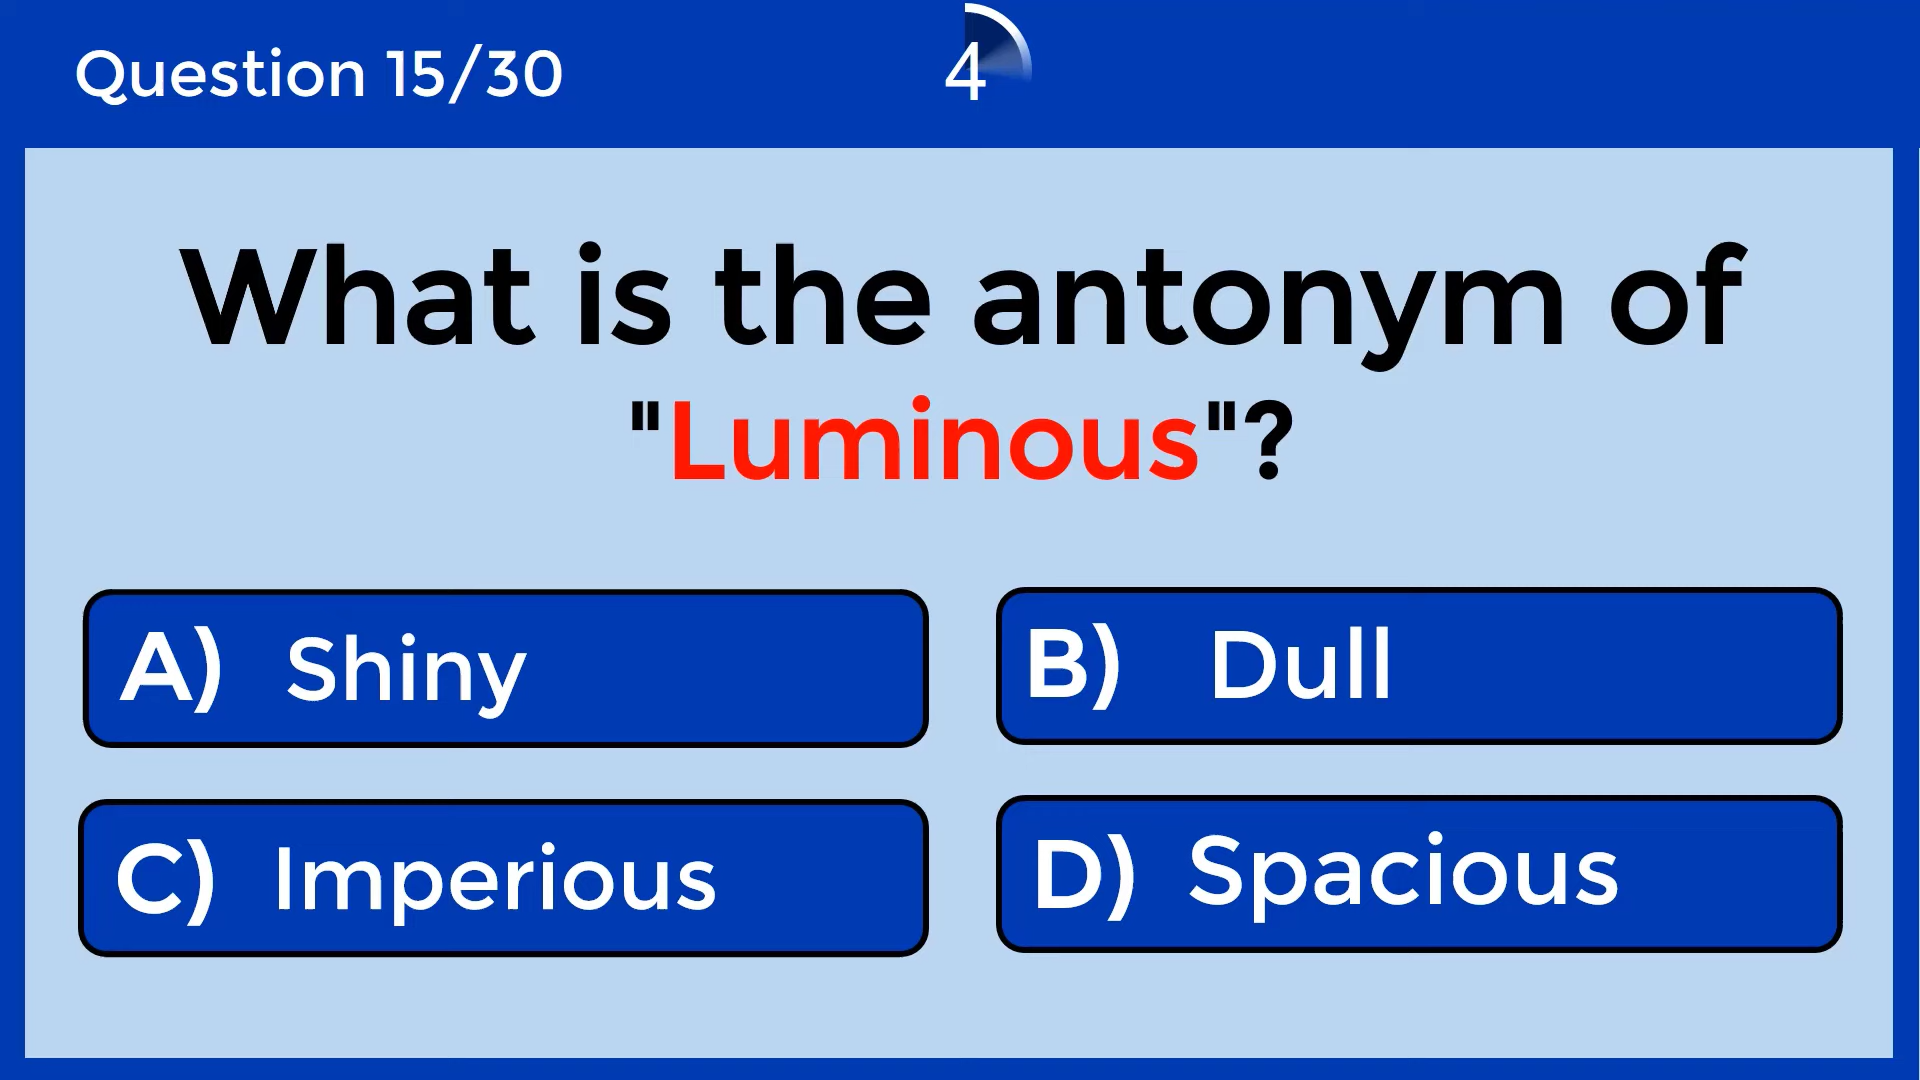 Question 15/30
4
What is the antonym of
"Luminous"?
A) Shiny
B) Dull
C) Imperious
D) Spacious